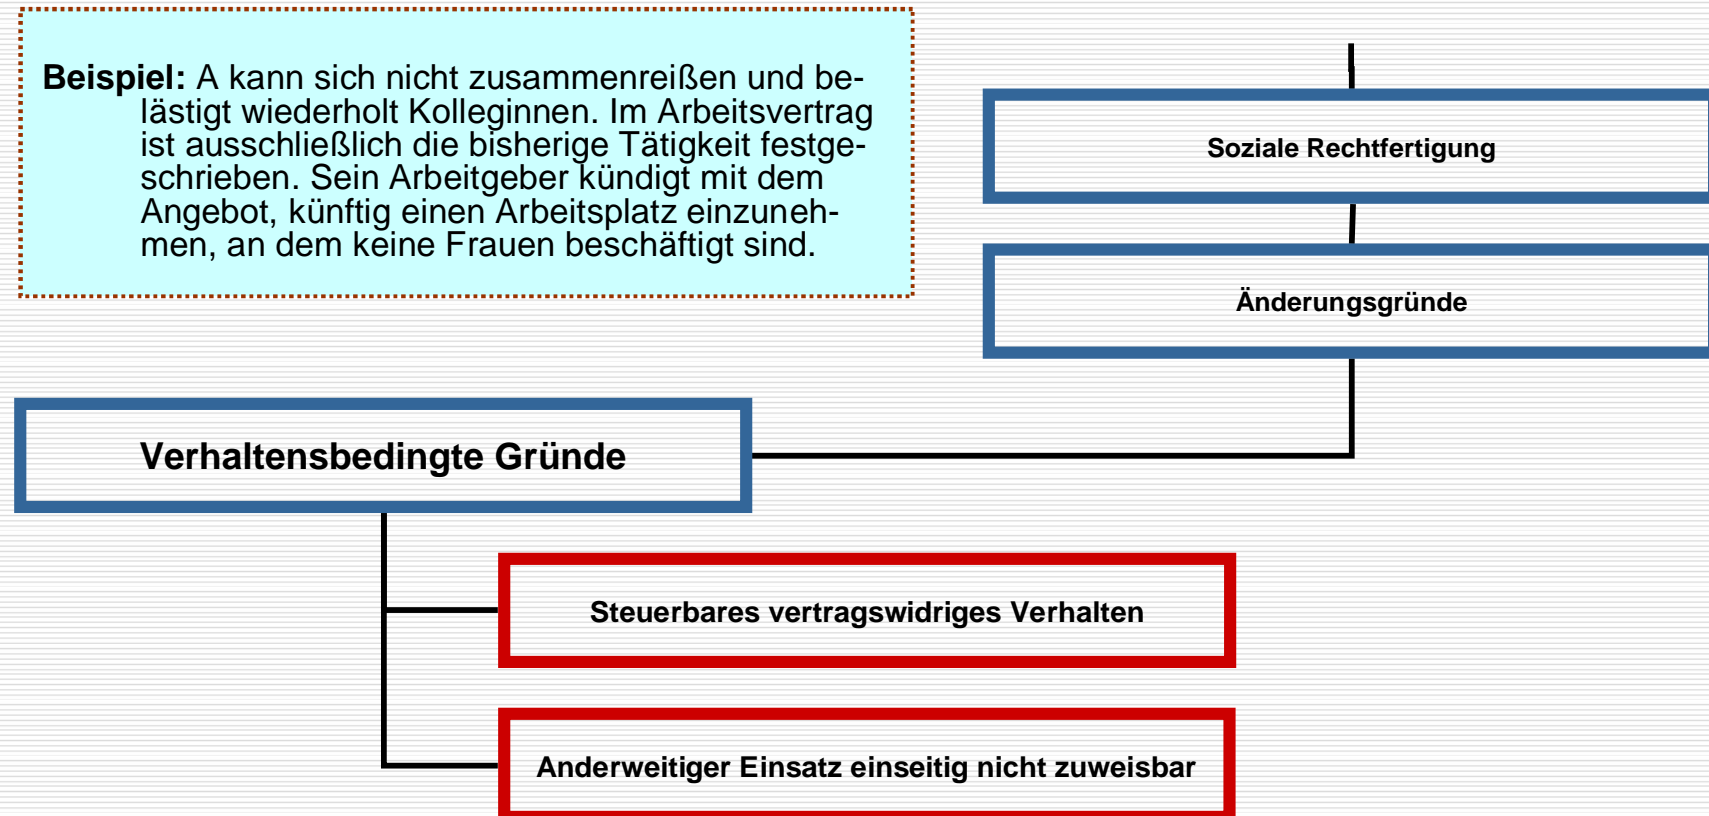 Beispiel: A kann sich nicht zusammenreißen und be-
lästigt wiederholt Kolleginnen. Im Arbeitsvertrag
ist ausschließlich die bisherige Tätigkeit festge-
schrieben. Sein Arbeitgeber kündigt mit dem
Angebot, künftig einen Arbeitsplatz einzuneh-
men, an dem keine Frauen beschäftigt sind.
Soziale Rechtfertigung
Änderungsgründe
Verhaltensbedingte Gründe
Steuerbares vertragswidriges Verhalten
Anderweitiger Einsatz einseitig nicht zuweisbar